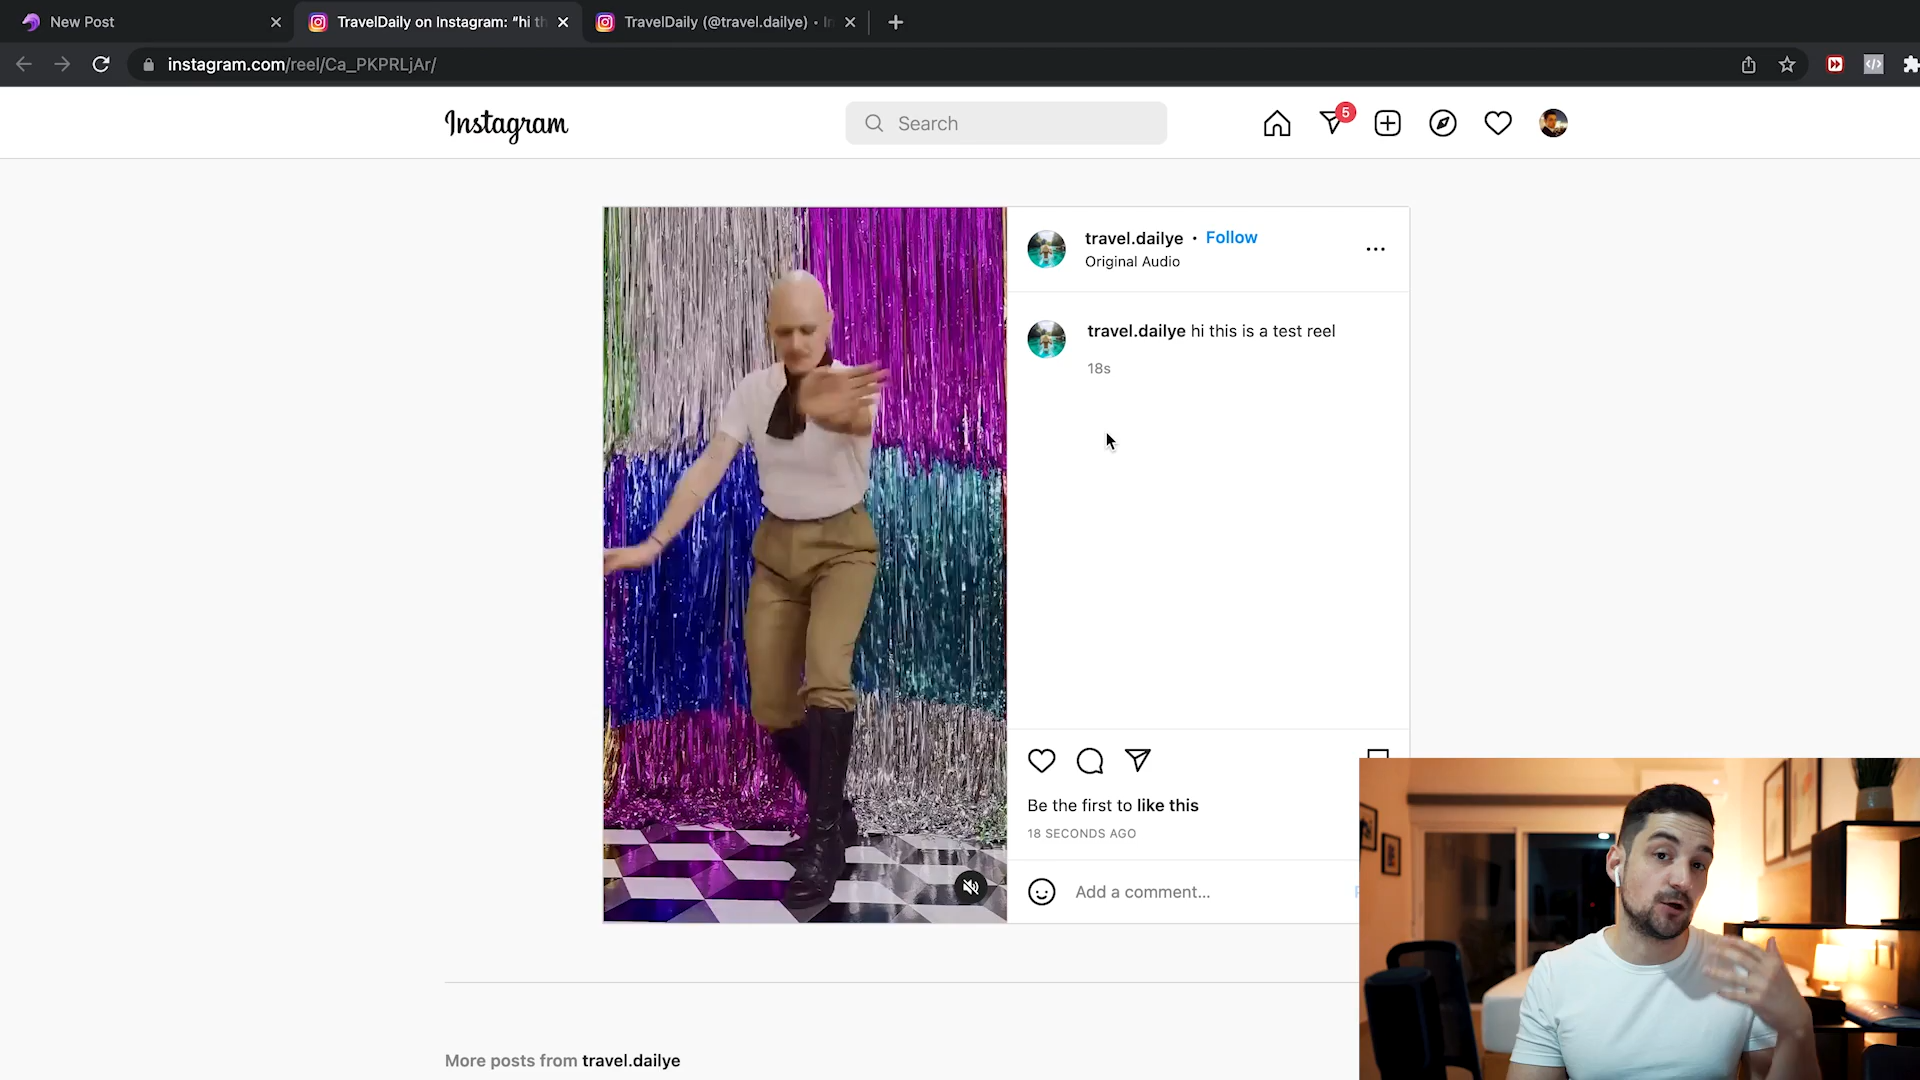 New Post
TravelDaily on Instagram: "hi th
TravelDaily (@travel.dailye) • In
instagram.com/reel/Ca_PKPRLjAr/
Instagram
Search
5
travel.dailye • Follow
Original Audio
travel.dailye hi this is a test reel
18s
Be the first to like this
18 SECONDS AGO
Add a comment...
More posts from travel.dailye